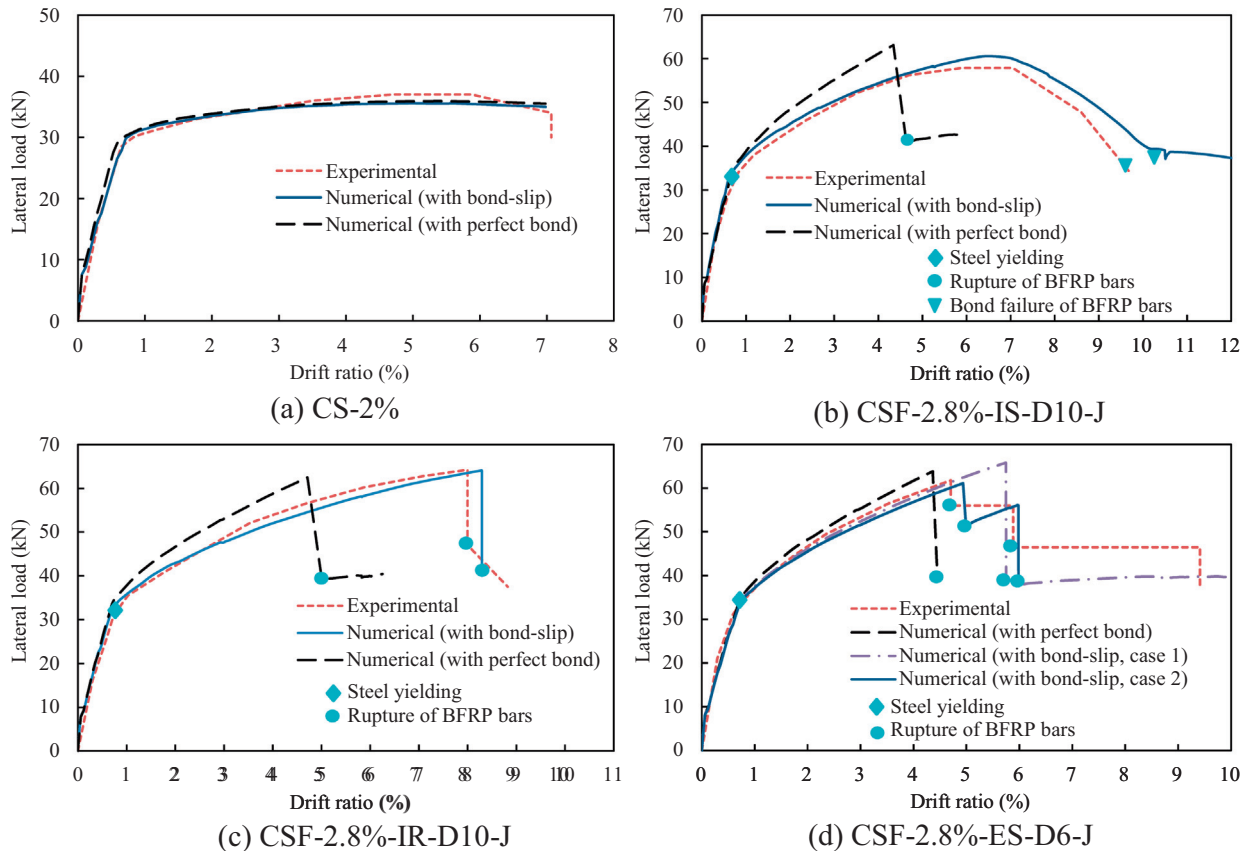 50
40
30
20
10
0
Lateral load (kN)
Experimental
Numerical (with bond-slip)
Numerical (with perfect bond)
0 1 2 3 4 5 6 7 8
Drift ratio (%)
(a) CS-2%
70
60
50
40
30
20
10
0
Lateral load (kN)
Experimental
Numerical (with bond-slip)
Numerical (with perfect bond)
Steel yielding
Rupture of BFRP bars
Bond failure of BFRP bars
0 1 2 3 4 5 6 7 8 9 10 11 12
Drift ratio (%)
(b) CSF-2.8%-IS-D10-J
70
60
50
40
30
20
10
0
Lateral load (kN)
Experimental
Numerical (with bond-slip)
Numerical (with perfect bond)
Steel yielding
Rupture of BFRP bars
0 1 2 3 4 5 6 7 8 9 10 11
Drift ratio (%)
(c) CSF-2.8%-IR-D10-J
70
60
50
40
30
20
10
0
Lateral load (kN)
Experimental
Numerical (with perfect bond)
Numerical (with bond-slip, case 1)
Numerical (with bond-slip, case 2)
Steel yielding
Rupture of BFRP bars
0 1 2 3 4 5 6 7 8 9 10
Drift ratio (%)
(d) CSF-2.8%-ES-D6-J